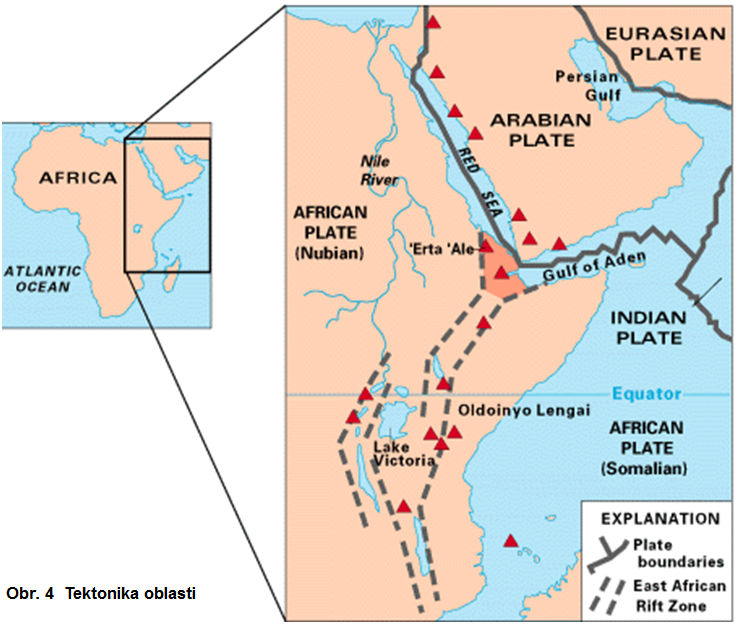 EURASIAN
PLATE
Persian
Gulf
ARABIAN
PLATE
RED
SEA
Nile
River
AFRICA
AFRICAN
PLATE
(Nubian)
'Erta 'Ale
Gulf of Aden
ATLANTIC
OCEAN
INDIAN
PLATE
Equator
Oldoinyo Lengai
AFRICAN
PLATE
(Somalian)
Lake
Victoria
EXPLANATION
Plate
boundaries
East African
Rift Zone
Obr. 4 Tektonika oblasti